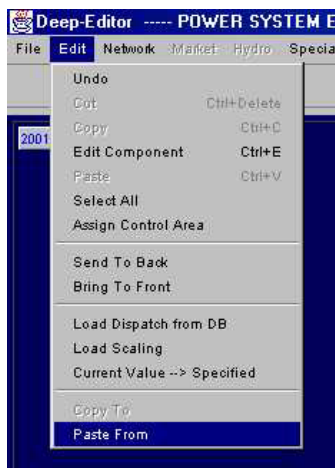 Deep-Editor ----- POWER SYSTEM E
File Edit Network Market Hydro Specia
Undo
Cut Ctrl+Delete
Copy Ctrl+C
2001
Edit Component Ctrl+E
Paste Ctrl+V
Select All
Assign Control Area
Send To Back
Bring To Front
Load Dispatch from DB
Load Scaling
Current Value --> Specified
Copy To
Paste From